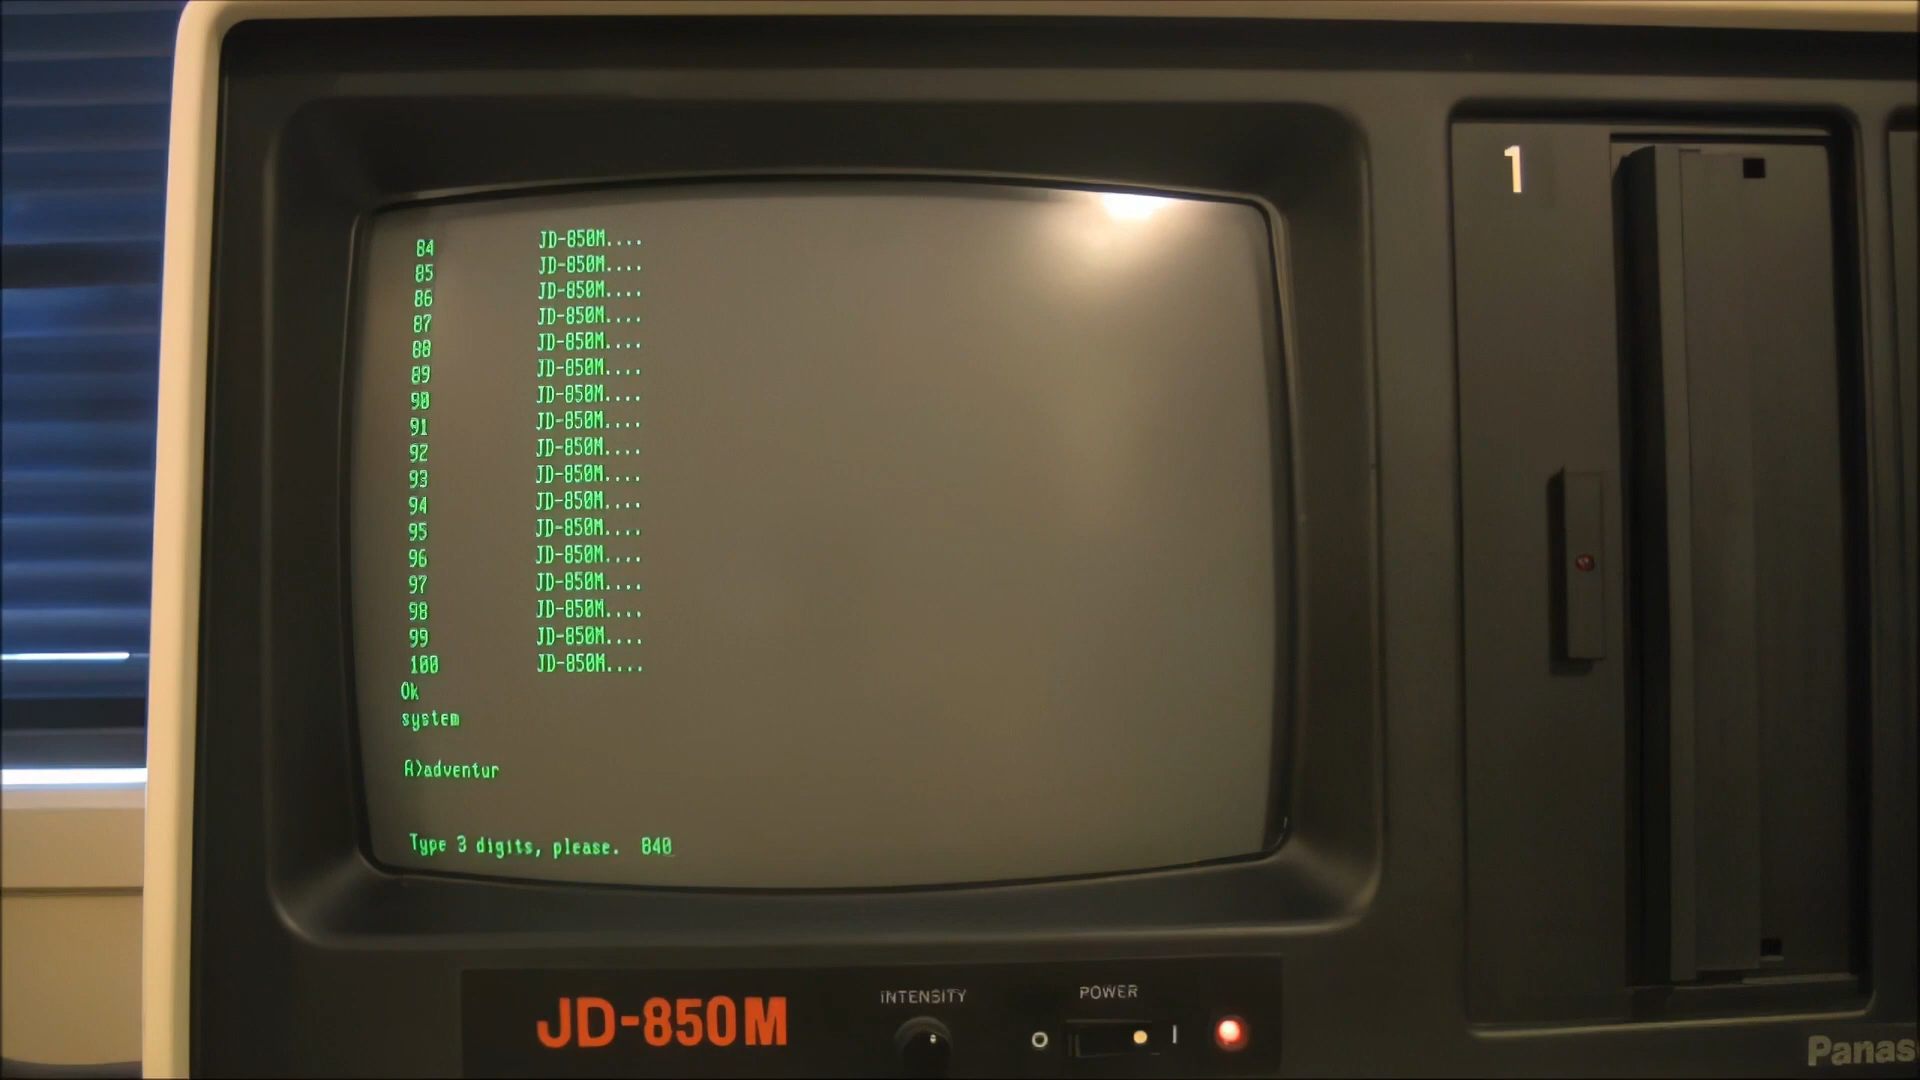 84 JD-850M....
85 JD-850M....
86 JD-850M....
87 JD-850M....
88 JD-850M....
89 JD-850M....
90 JD-850M....
91 JD-850M....
92 JD-850M....
93 JD-850M....
94 JD-850M....
95 JD-850M....
96 JD-850M....
97 JD-850M....
98 JD-850M....
99 JD-850M....
100 JD-850M....
Ok
system
A>adventur
Type 3 digits, please. 840_
1
JD-850M
INTENSITY
POWER
O I
Panas